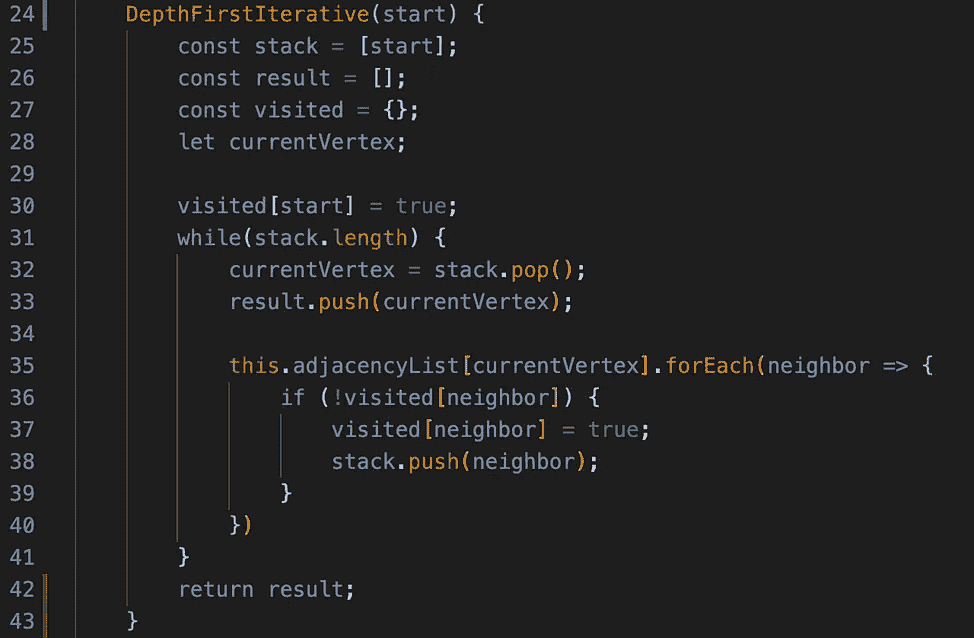 24 DepthFirstIterative(start) {
25 const stack = [start];
26 const result = [];
27 const visited = {};
28 let currentVertex;
29
30 visited[start] = true;
31 while(stack.length) {
32 currentVertex = stack.pop();
33 result.push(currentVertex);
34
35 this.adjacencyList[currentVertex].forEach(neighbor => {
36 if (!visited[neighbor]) {
37 visited[neighbor] = true;
38 stack.push(neighbor);
39 }
40 })
41 }
42 return result;
43 }